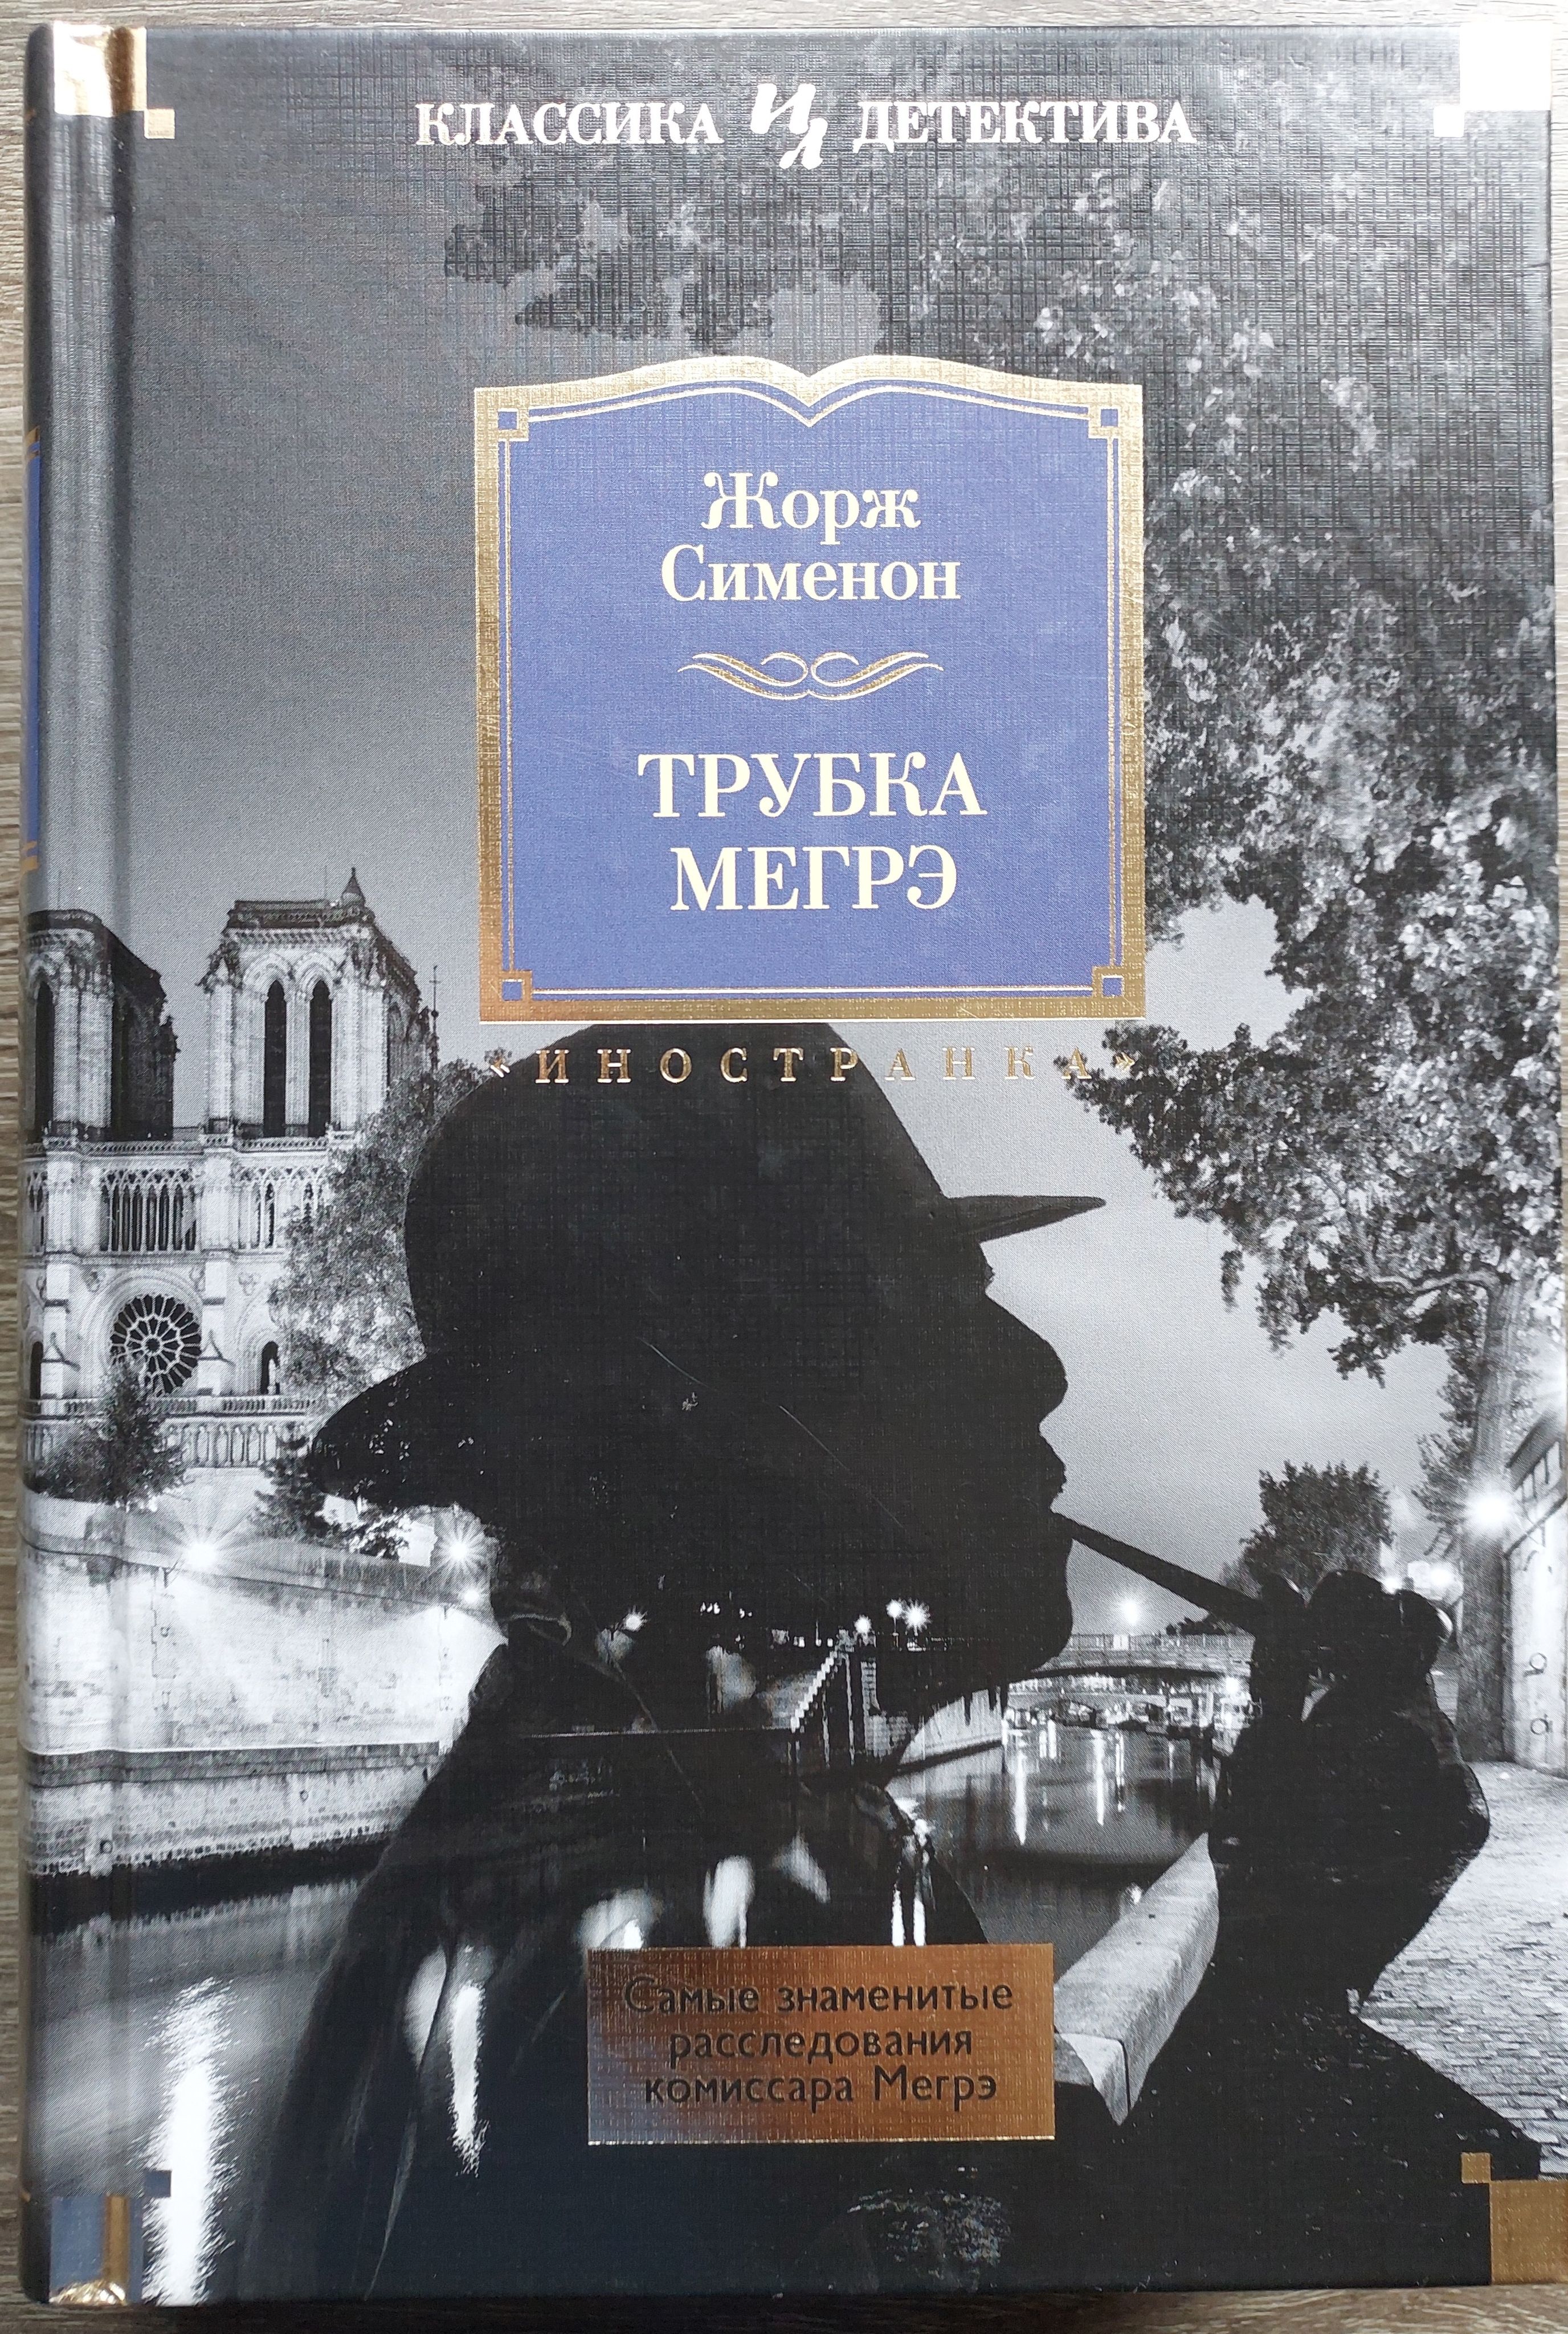 КЛАССИКА ИЛ ДЕТЕКТИВА
Жорж
Сименон
ТРУБКА
МЕГРЭ
«ИНОСТРАНКА»
Самые знаменитые
расследования
комиссара Мегрэ